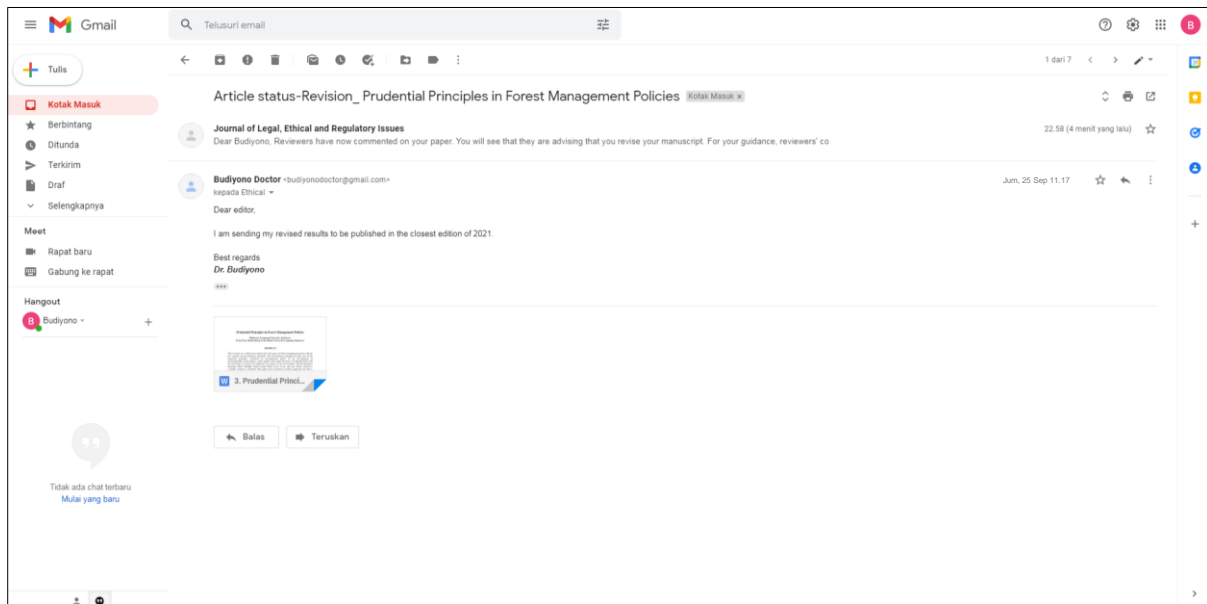 Gmail
Telusuri email
B
Tulis
1 dari 7
Kotak Masuk
Berbintang
Ditunda
Terkirim
Draf
Selengkapnya
Meet
Rapat baru
Gabung ke rapat
Hangout
B Budiyono
Tidak ada chat terbaru
Mulai yang baru
Article status-Revision_ Prudential Principles in Forest Management Policies Kotak Masuk x
Journal of Legal, Ethical and Regulatory Issues
22.58 (4 menit yang lalu)
Dear Budiyono, Reviewers have now commented on your paper. You will see that they are advising that you revise your manuscript. For your guidance, reviewers' co
Budiyono Doctor <budiyonodoctor@gmail.com>
Jum, 25 Sep 11.17
kepada Ethical
Dear editor,
I am sending my revised results to be published in the closest edition of 2021.
Best regards
Dr. Budiyono
Prudential Principles in Forest Management Policies
W 3. Prudential Princi...
Balas
Teruskan